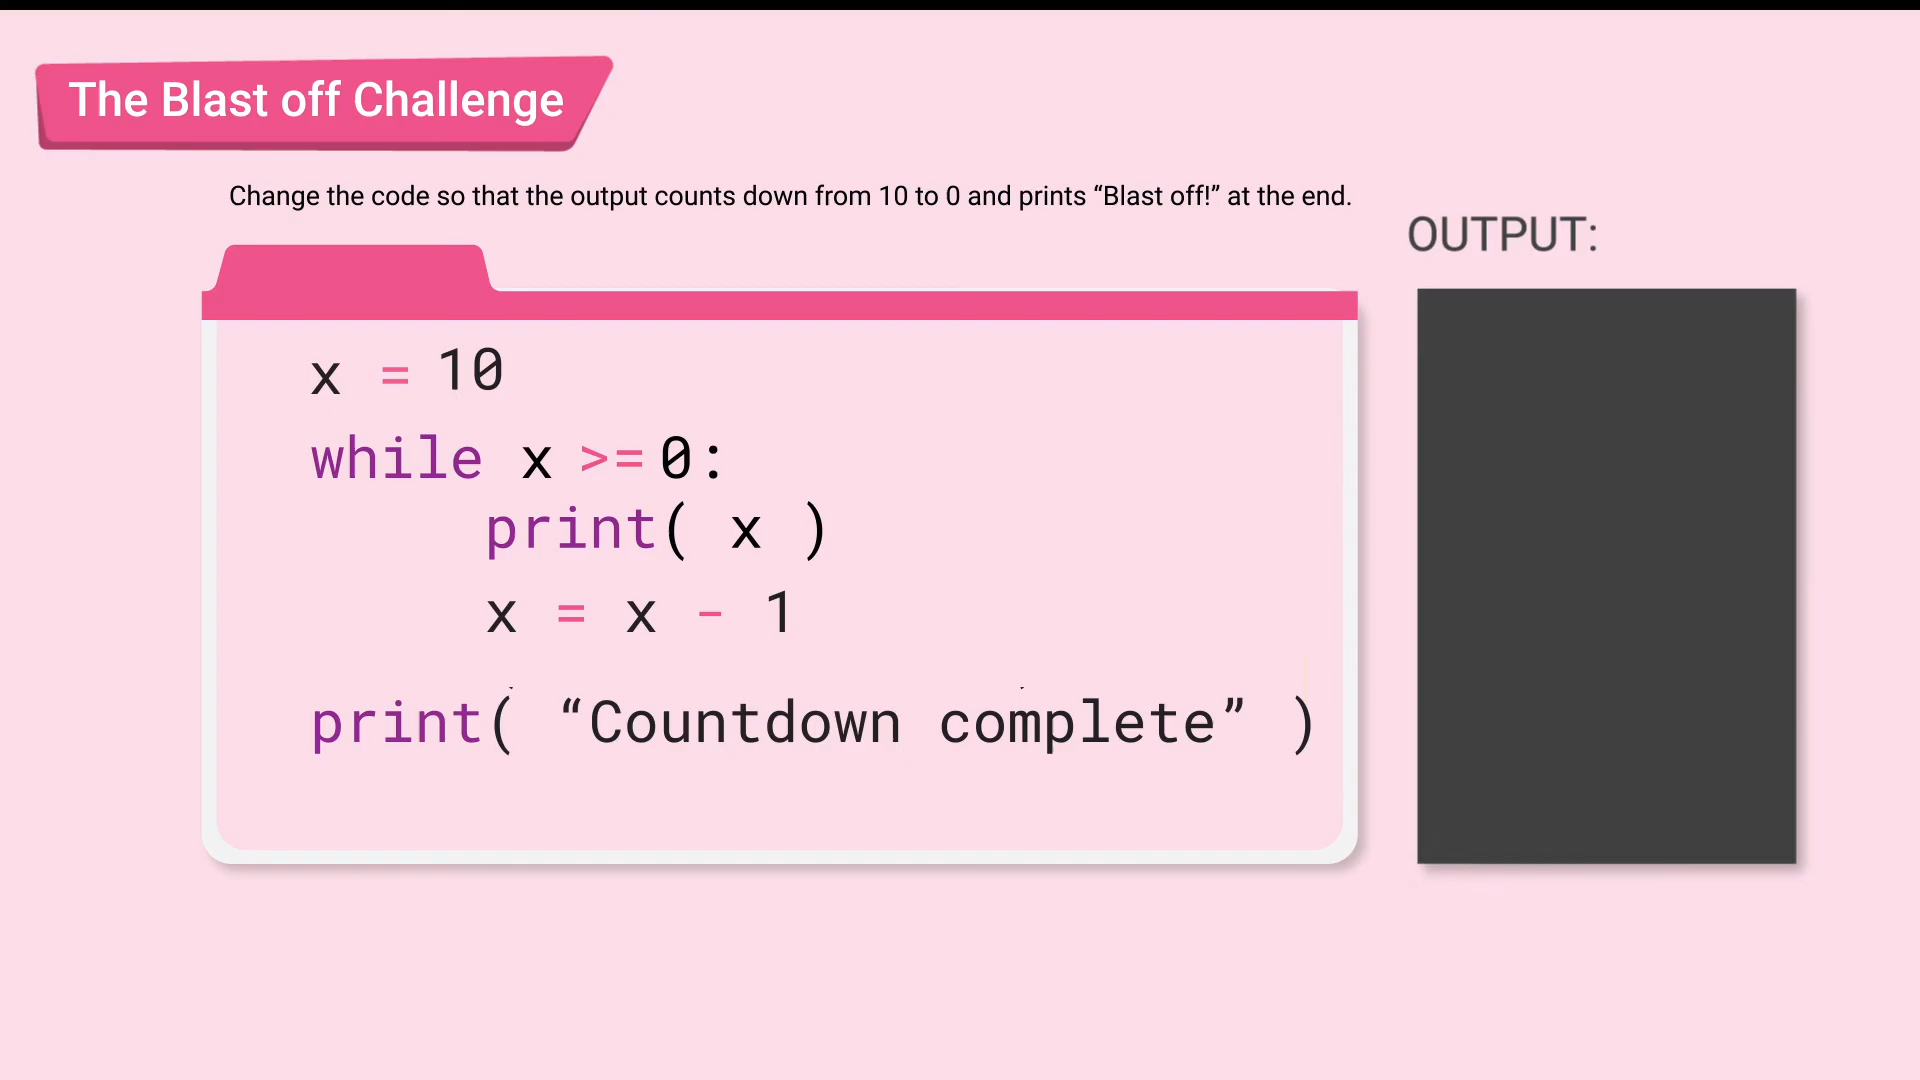 The Blast off Challenge
Change the code so that the output counts down from 10 to 0 and prints “Blast off!” at the end.
OUTPUT:
x = 10
while x >= 0:
print( x )
x = x - 1
print( “Countdown complete” )